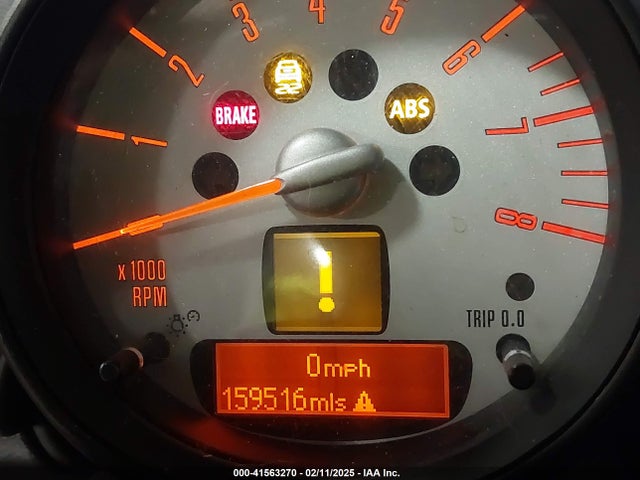 1
2
3
4
5
6
7
8
BRAKE
ABS
!
x 1000
RPM
TRIP 0.0
0mph
159516mls
000-41563270 - 02/11/2025 - IAA Inc.